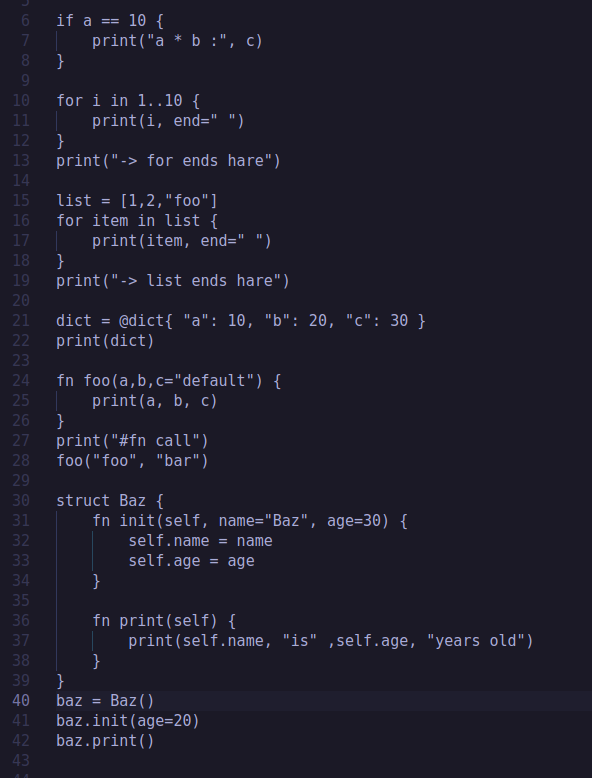 6 if a == 10 {
7     print("a * b :", c)
8 }
9
10 for i in 1..10 {
11     print(i, end=" ")
12 }
13 print("-> for ends hare")
14
15 list = [1,2,"foo"]
16 for item in list {
17     print(item, end=" ")
18 }
19 print("-> list ends hare")
20
21 dict = @dict{ "a": 10, "b": 20, "c": 30 }
22 print(dict)
23
24 fn foo(a,b,c="default") {
25     print(a, b, c)
26 }
27 print("#fn call")
28 foo("foo", "bar")
29
30 struct Baz {
31     fn init(self, name="Baz", age=30) {
32         self.name = name
33         self.age = age
34     }
35
36     fn print(self) {
37         print(self.name, "is" ,self.age, "years old")
38     }
39 }
40 baz = Baz()
41 baz.init(age=20)
42 baz.print()
43